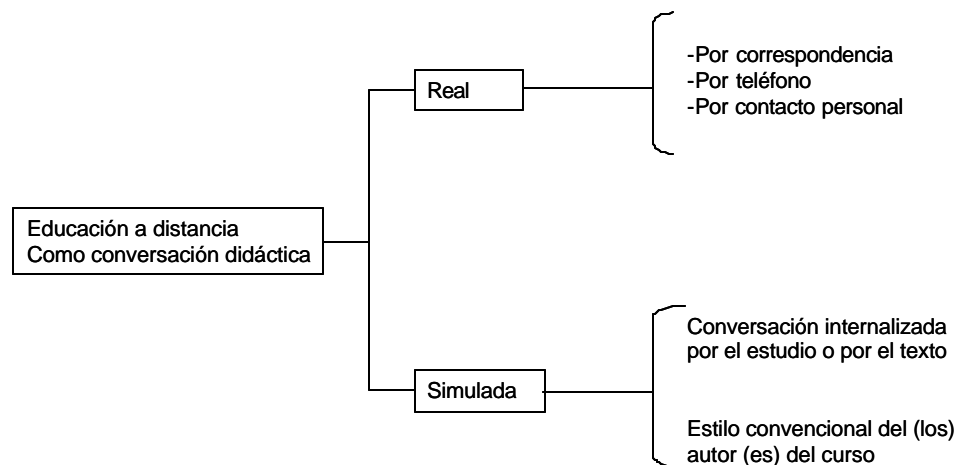 Educación a distancia
Como conversación didáctica
Real
-Por correspondencia
-Por teléfono
-Por contacto personal
Simulada
Conversación internalizada
por el estudio o por el texto
Estilo convencional del (los)
autor (es) del curso